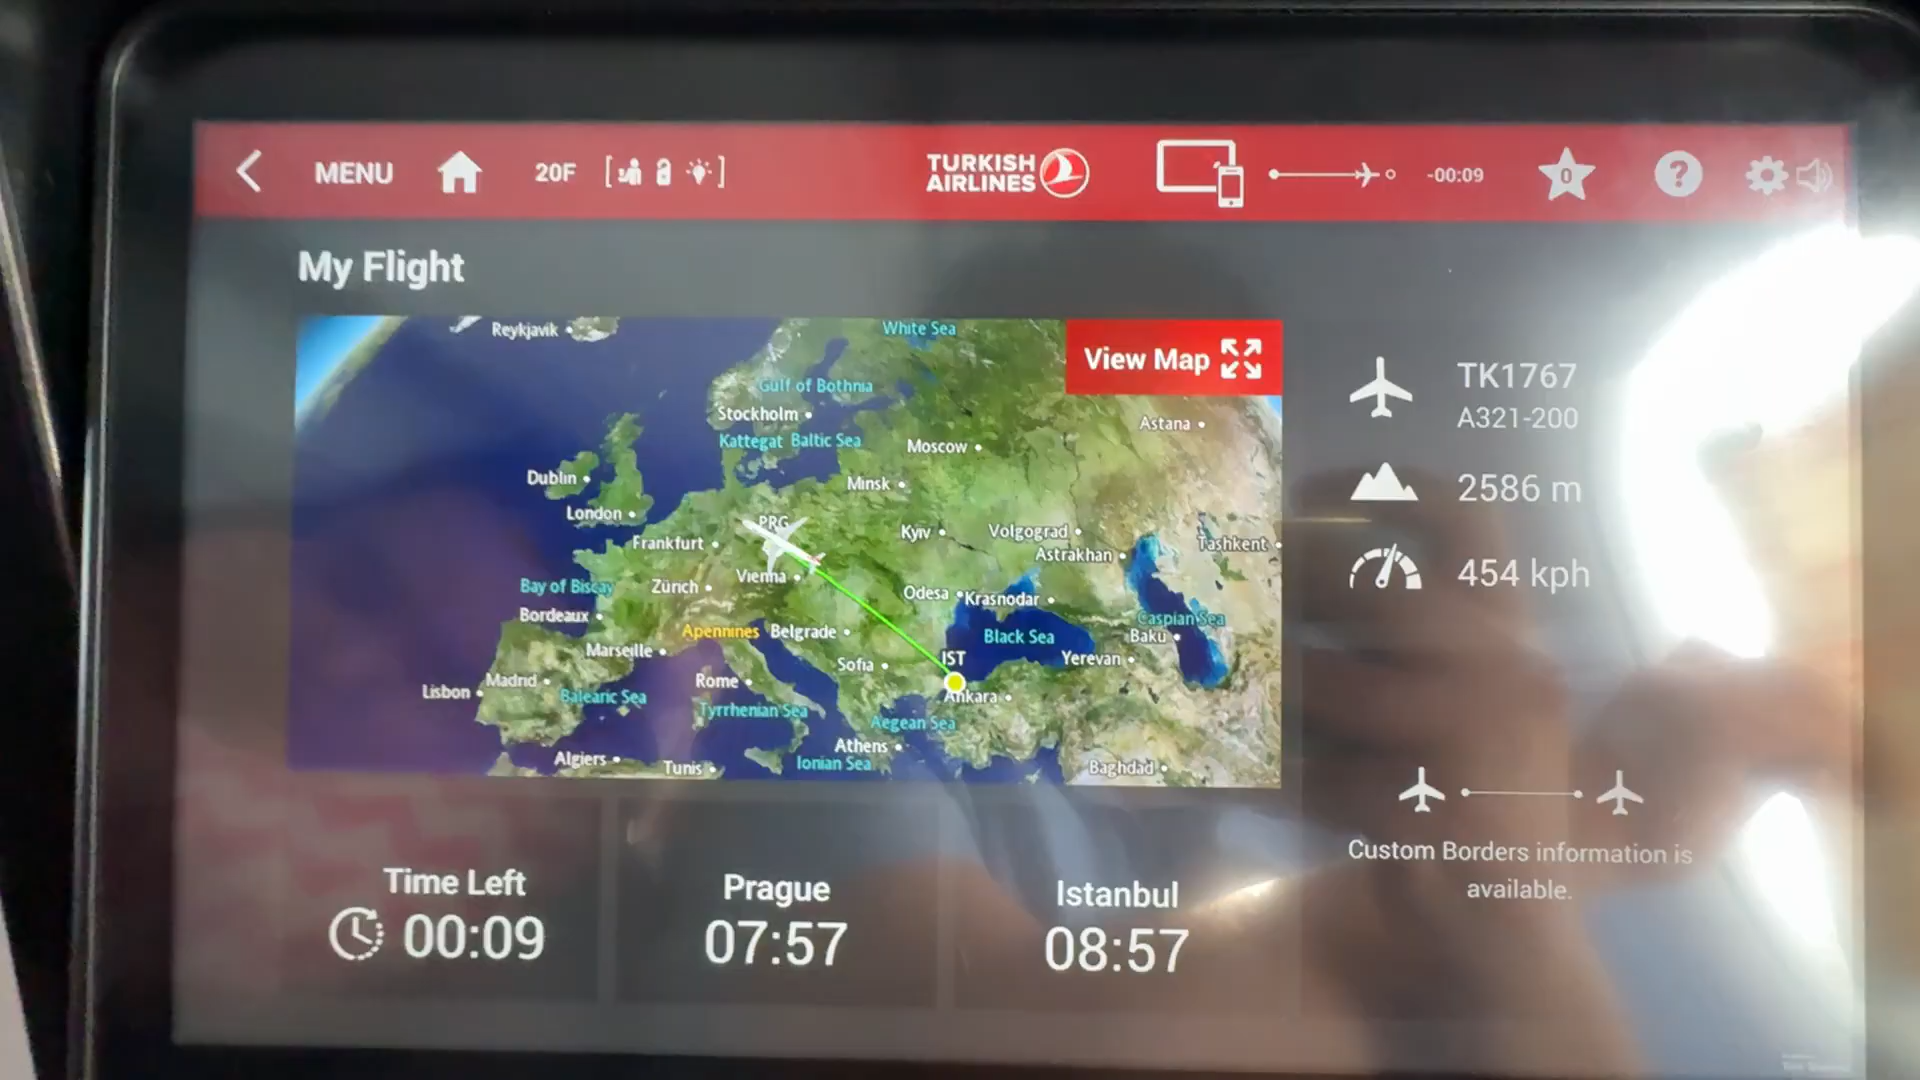 MENU
20F
TURKISH
AIRLINES
-00:09
0
?
My Flight
View Map
Reykjavik
White Sea
Gulf of Bothnia
Stockholm
Kattegat
Baltic Sea
Moscow
Astana
Dublin
Minsk
London
PRG
Kyiv
Volgograd
Frankfurt
Astrakhan
Tashkent
Bay of Biscay
Zürich
Vienna
Odesa
Krasnodar
Bordeaux
Caspian Sea
Apennines
Belgrade
Black Sea
Baku
Marseille
Sofia
IST
Yerevan
Lisbon
Madrid
Balearic Sea
Rome
Ankara
Tyrrhenian Sea
Aegean Sea
Athens
Algiers
Tunis
Ionian Sea
Baghdad
TK1767
A321-200
2586 m
454 kph
Custom Borders information is
available.
Time Left
00:09
Prague
07:57
Istanbul
08:57